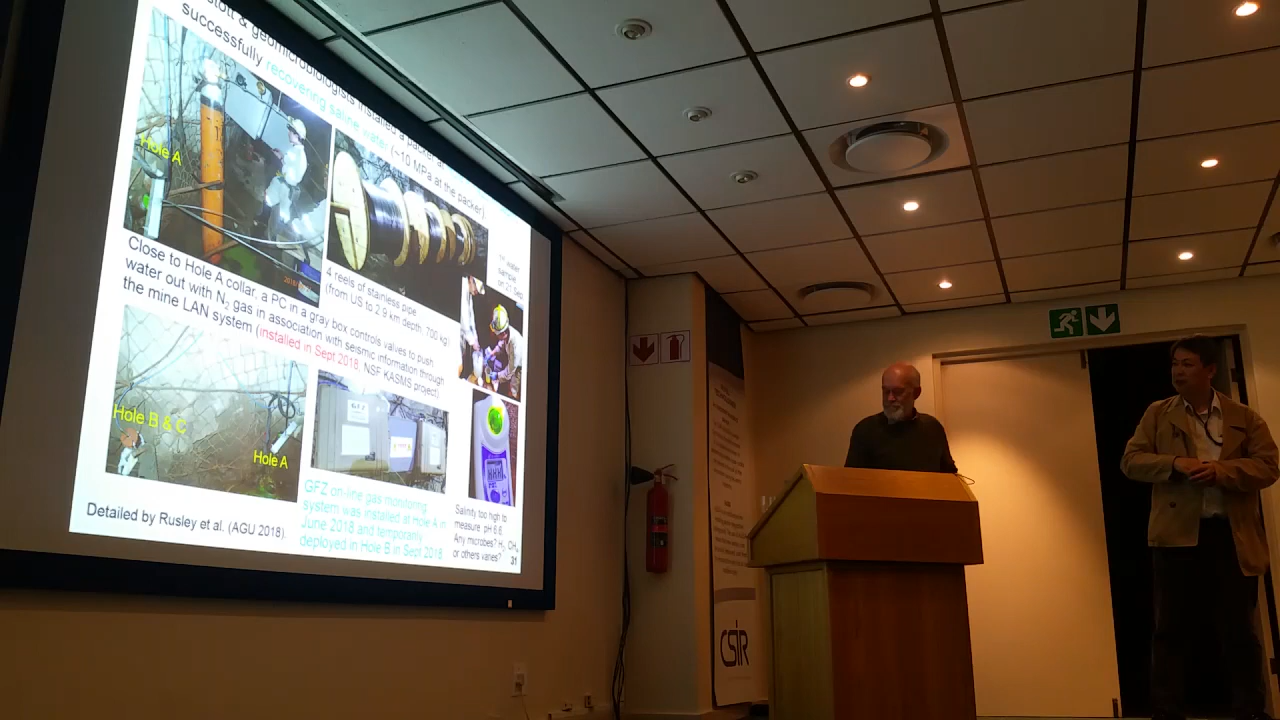 & geomicrobiologists installed a packer
successfully recovering saline water (~10 MPa at the packer)
Hole A
Close to Hole A collar, a PC in a gray box controls valves to push
water out with N2 gas in association with seismic information through
the mine LAN system (installed in Sept 2018, NSF KASMS project)
4 reels of stainless pipe
(from US to 2.9 km depth, 700 kg)
Hole B & C
Hole A
GFZ on-line gas monitoring
system was installed at Hole A in
June 2018 and temporarily
deployed in Hole B in Sept 2018
Salinity too high to
measure. pH 6.8.
Any microbes? H2, CH4,
or others varies?
Detailed by Rusley et al. (AGU 2018).
31
CSIR